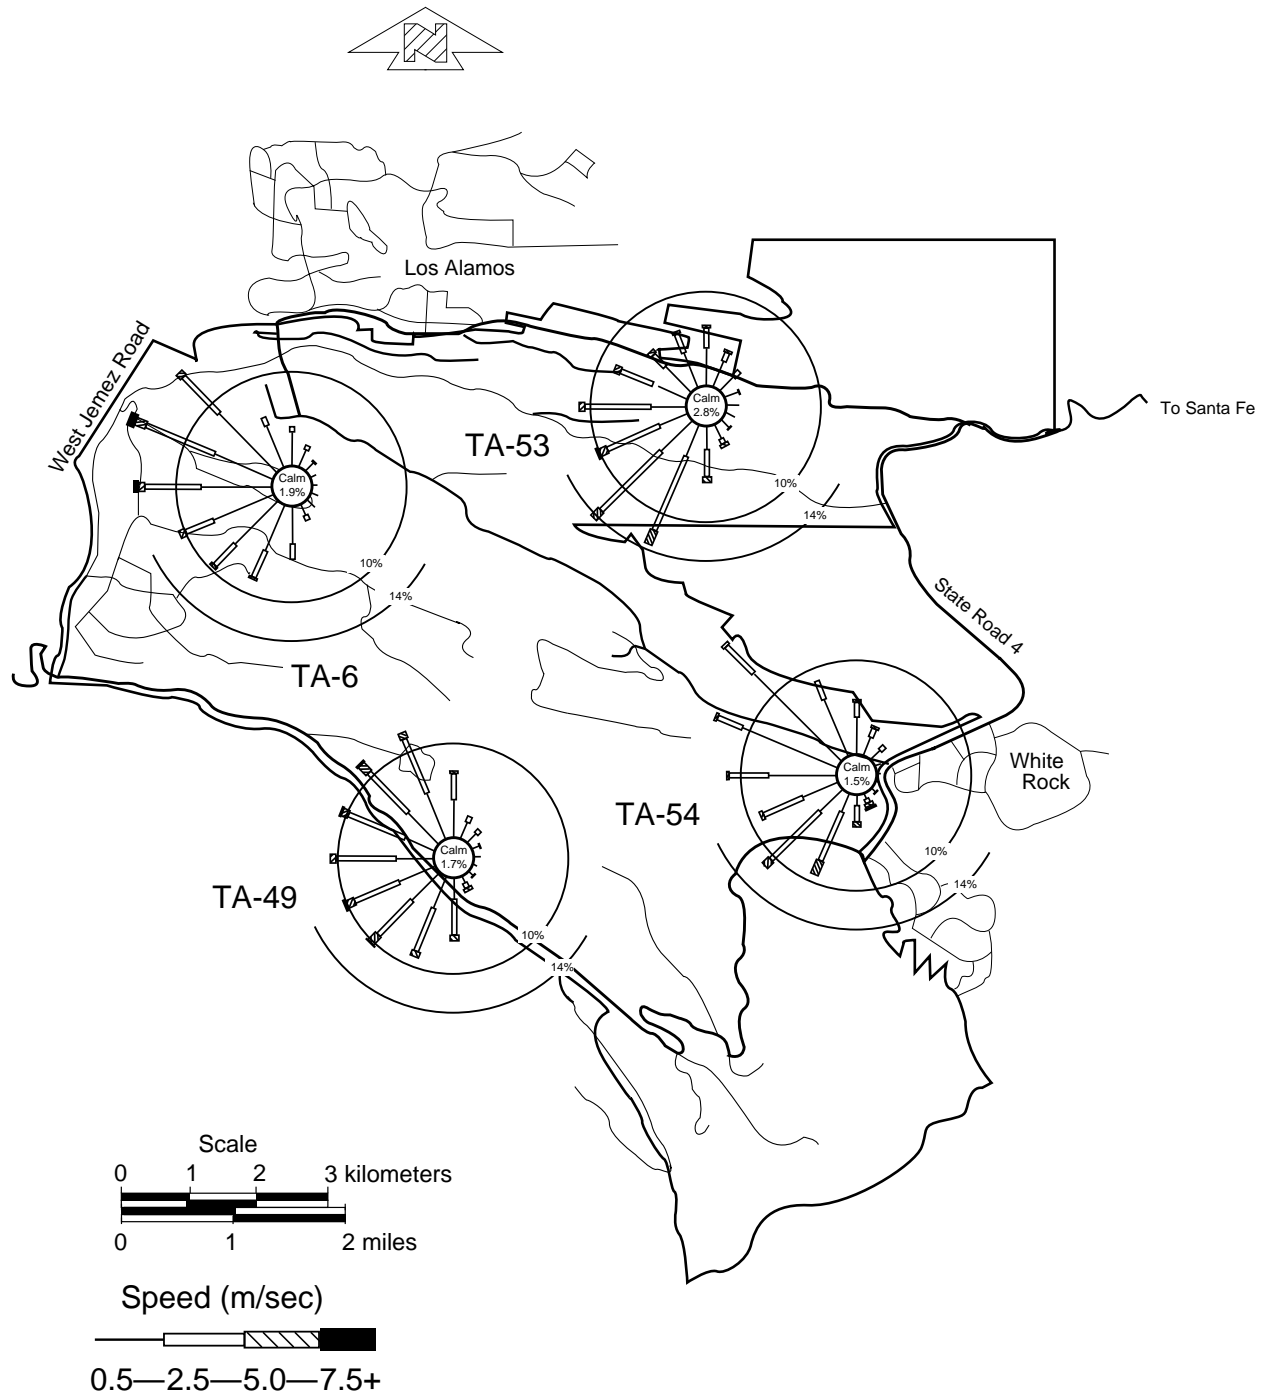 N
Los Alamos
West Jemez Road
To Santa Fe
Calm
2.8%
TA-53
Calm
1.9%
10%
14%
10%
14%
State Road 4
TA-6
White
Rock
Calm
1.5%
TA-54
Calm
1.7%
10%
14%
TA-49
10%
14%
Scale
0 1 2 3 kilometers
0 1 2 miles
Speed (m/sec)
0.5—2.5—5.0—7.5+